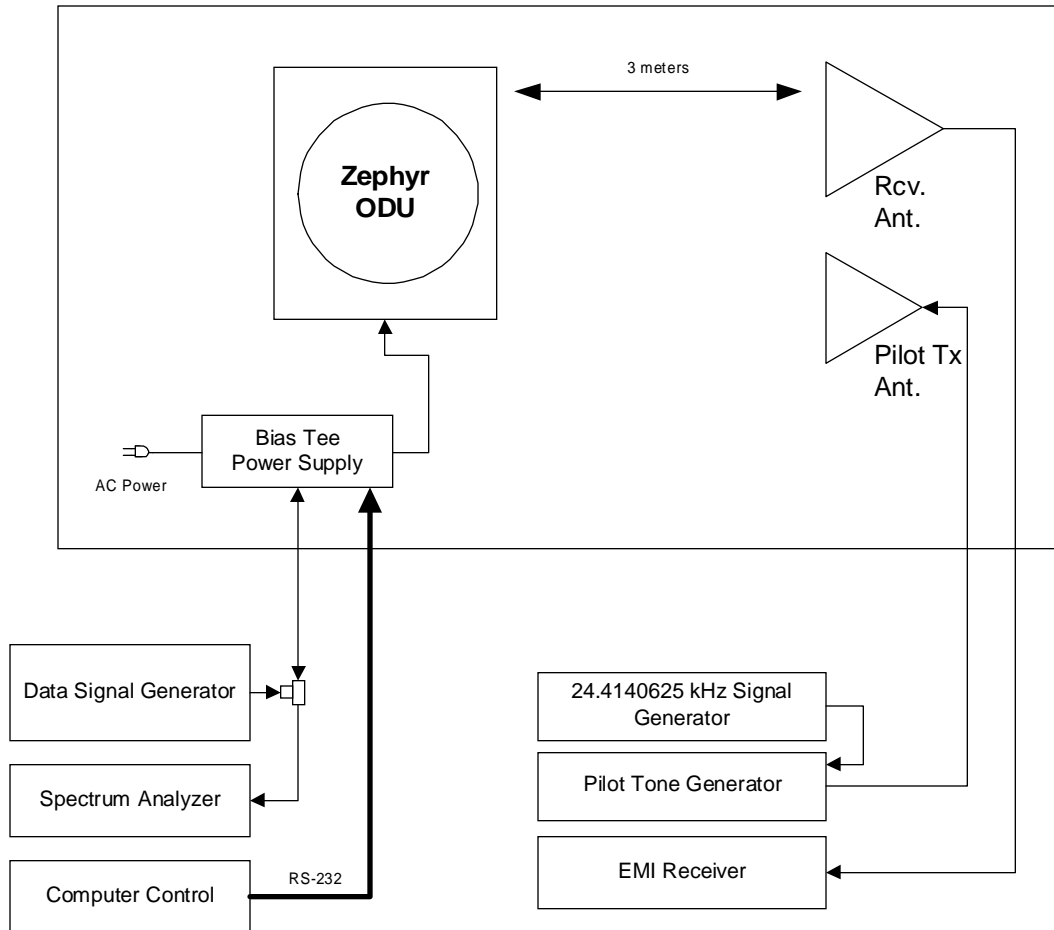 3 meters
Zephyr
ODU
Rcv.
Ant.
Pilot Tx
Ant.
Bias Tee
Power Supply
AC Power
Data Signal Generator
24.4140625 kHz Signal
Generator
Spectrum Analyzer
Pilot Tone Generator
RS-232
Computer Control
EMI Receiver